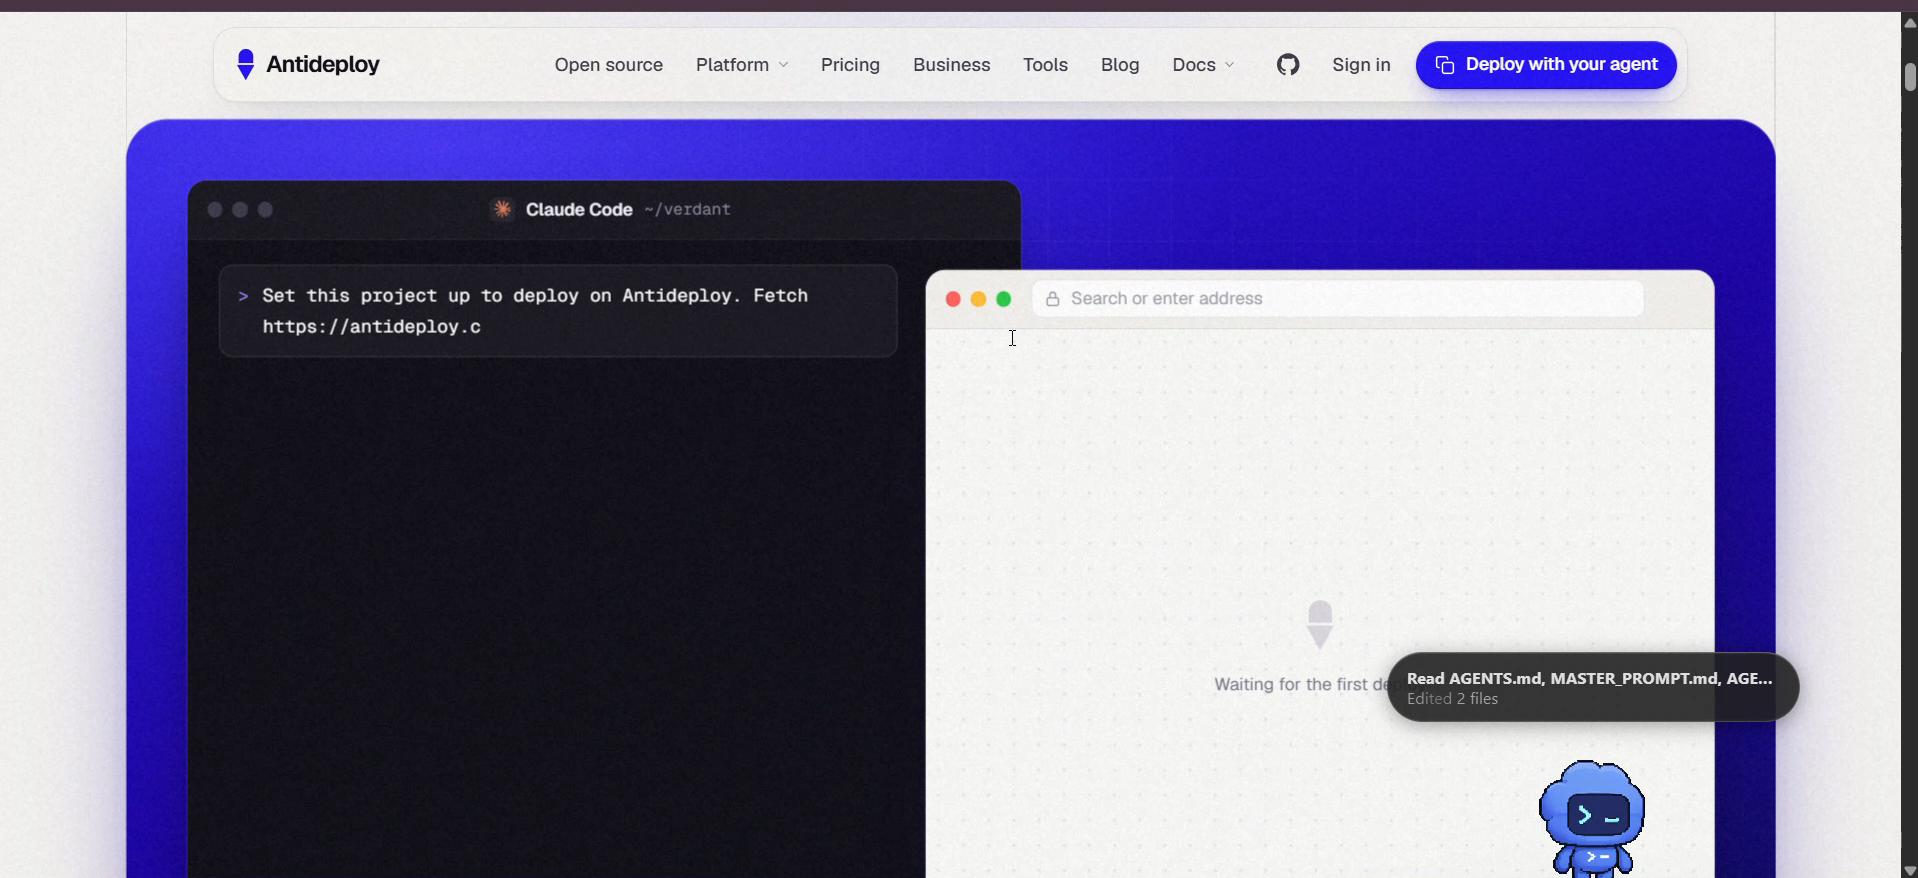 Antideploy
Open source
Platform
Pricing
Business
Tools
Blog
Docs
Sign in
Deploy with your agent
Claude Code ~/verdant
> Set this project up to deploy on Antideploy. Fetch
https://antideploy.c
Search or enter address
Waiting for the first de
Read AGENTS.md, MASTER_PROMPT.md, AGE...
Edited 2 files